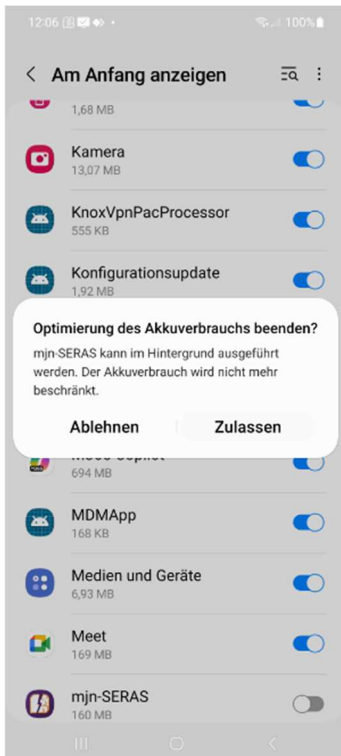 12:06
100%
Am Anfang anzeigen
1,68 MB
Kamera
13,07 MB
KnoxVpnPacProcessor
555 KB
Konfigurationsupdate
1,92 MB
Optimierung des Akkuverbrauchs beenden?
mjn-SERAS kann im Hintergrund ausgeführt
werden. Der Akkuverbrauch wird nicht mehr
beschränkt.
Ablehnen
Zulassen
694 MB
MDMApp
168 KB
Medien und Geräte
6,93 MB
Meet
169 MB
mjn-SERAS
160 MB